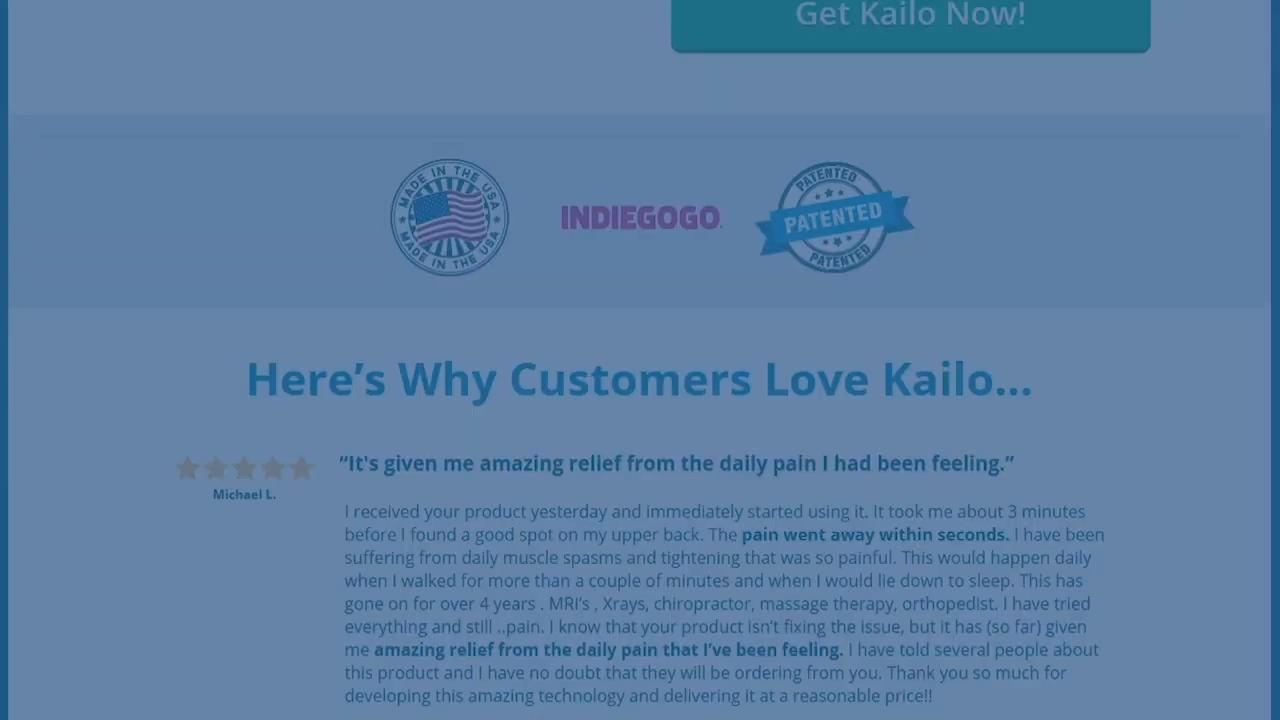 Get Kailo Now!
MADE IN THE USA
MADE IN THE USA
INDIEGOGO.
PATENTED
PATENTED
PATENTED
Here's Why Customers Love Kailo...
“It's given me amazing relief from the daily pain I had been feeling.”
Michael L.
I received your product yesterday and immediately started using it. It took me about 3 minutes
before I found a good spot on my upper back. The pain went away within seconds. I have been
suffering from daily muscle spasms and tightening that was so painful. This would happen daily
when I walked for more than a couple of minutes and when I would lie down to sleep. This has
gone on for over 4 years . MRI's , Xrays, chiropractor, massage therapy, orthopedist. I have tried
everything and still ..pain. I know that your product isn't fixing the issue, but it has (so far) given
me amazing relief from the daily pain that I've been feeling. I have told several people about
this product and I have no doubt that they will be ordering from you. Thank you so much for
developing this amazing technology and delivering it at a reasonable price!!